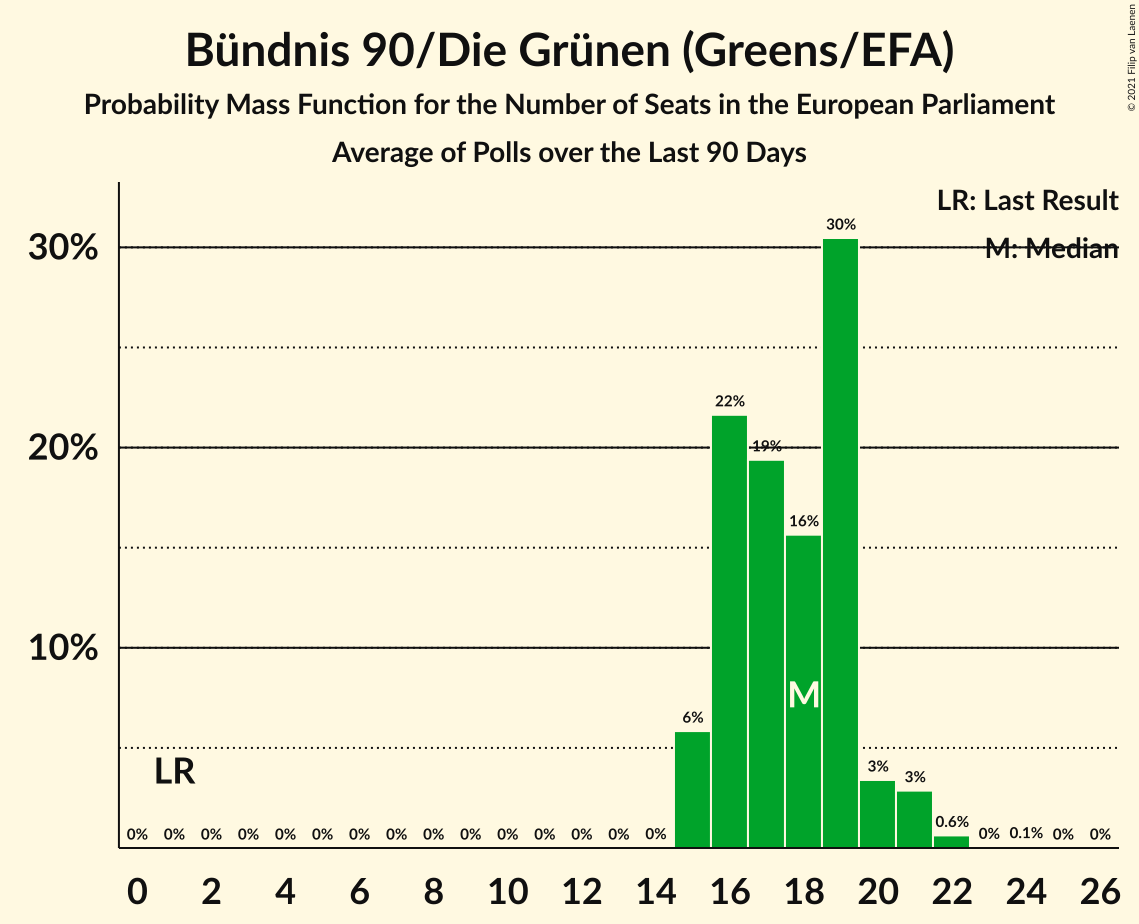 Bündnis 90/Die Grünen (Greens/EFA)
Probability Mass Function for the Number of Seats in the European Parliament
Average of Polls over the Last 90 Days
© 2021 Filip van Laenen
LR: Last Result
M: Median
30%
20%
10%
30%
22%
19%
16%
6%
3%
3%
0.6%
0.1%
M
LR
0% 0% 0% 0% 0% 0% 0% 0% 0% 0% 0% 0% 0% 0% 0% 0% 0% 0%
0 2 4 6 8 10 12 14 16 18 20 22 24 26